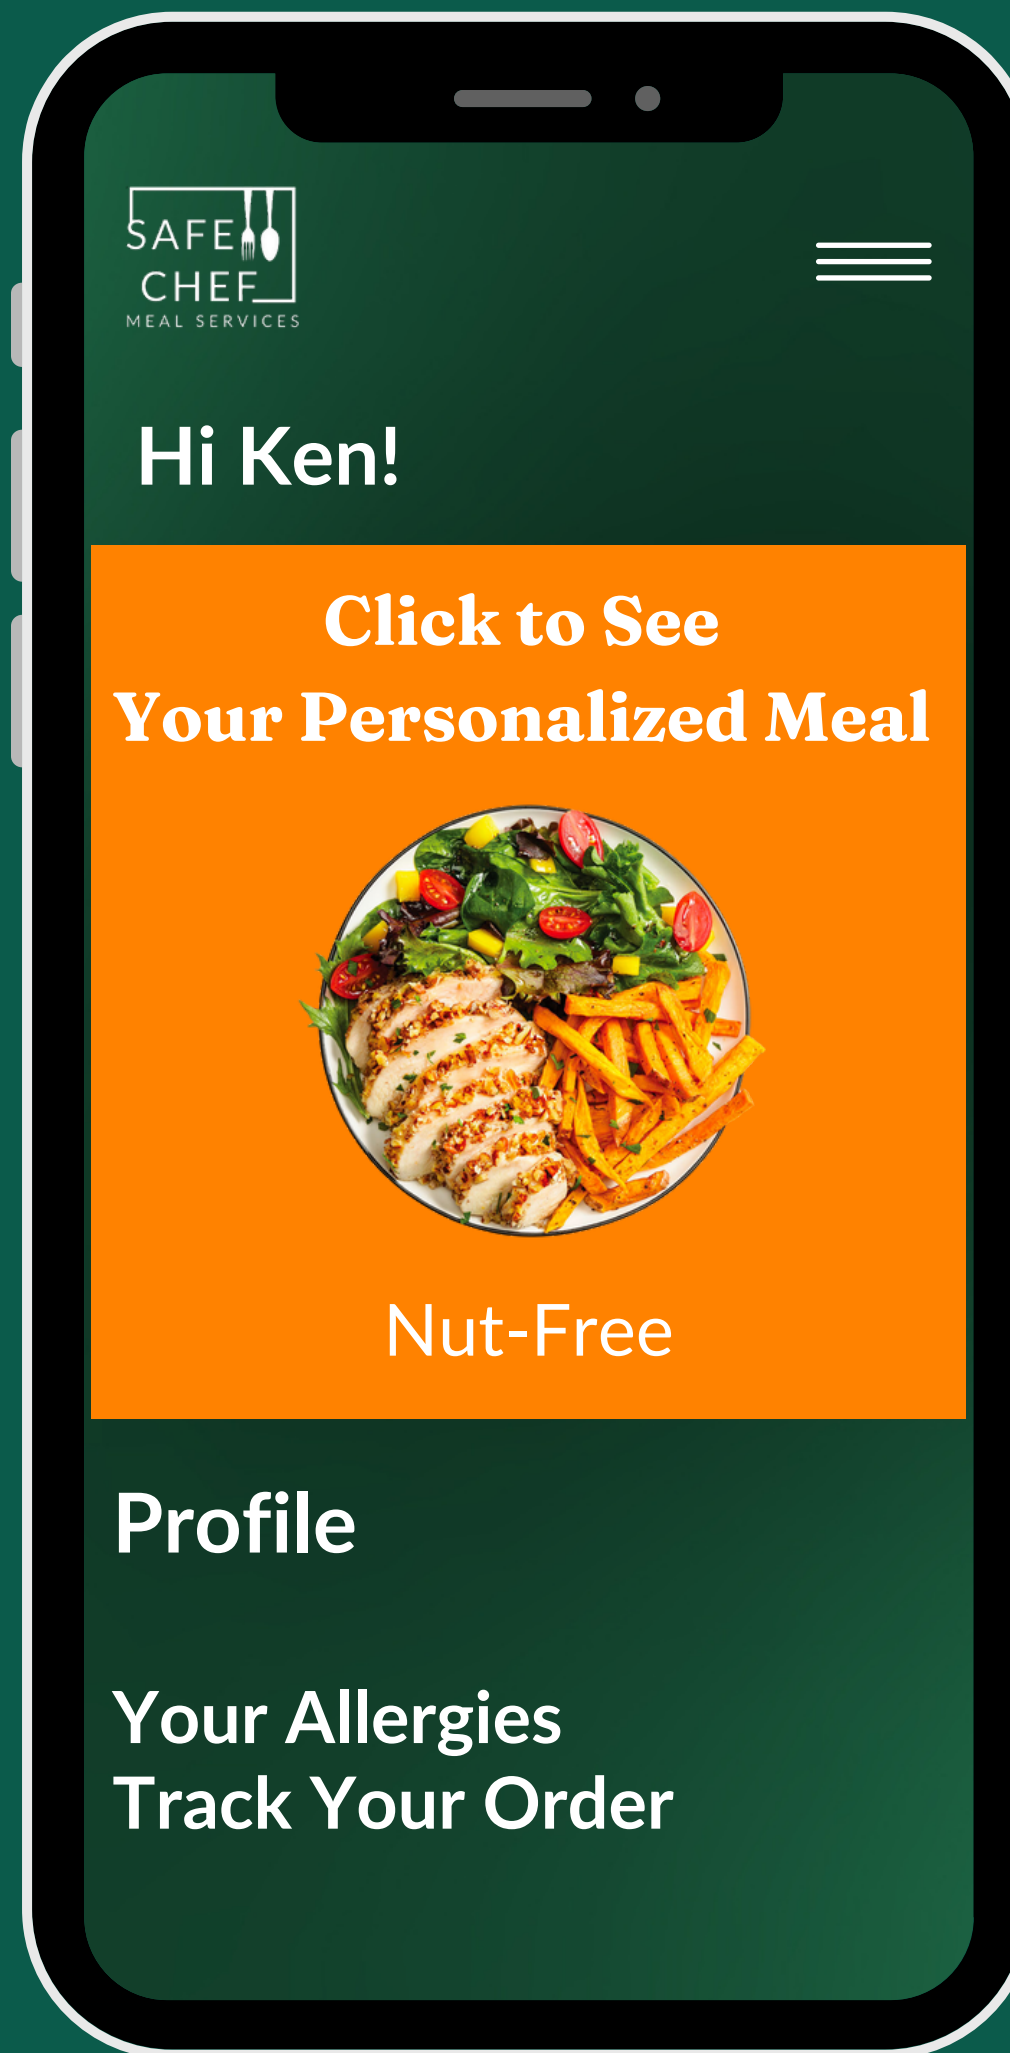 SAFE
CHEF
MEAL SERVICES
Hi Ken!
Click to See
Your Personalized Meal
Nut-Free
Profile
Your Allergies
Track Your Order